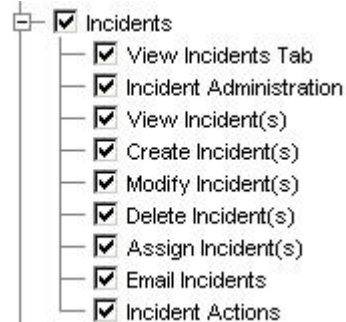 Incidents
View Incidents Tab
Incident Administration
View Incident(s)
Create Incident(s)
Modify Incident(s)
Delete Incident(s)
Assign Incident(s)
Email Incidents
Incident Actions